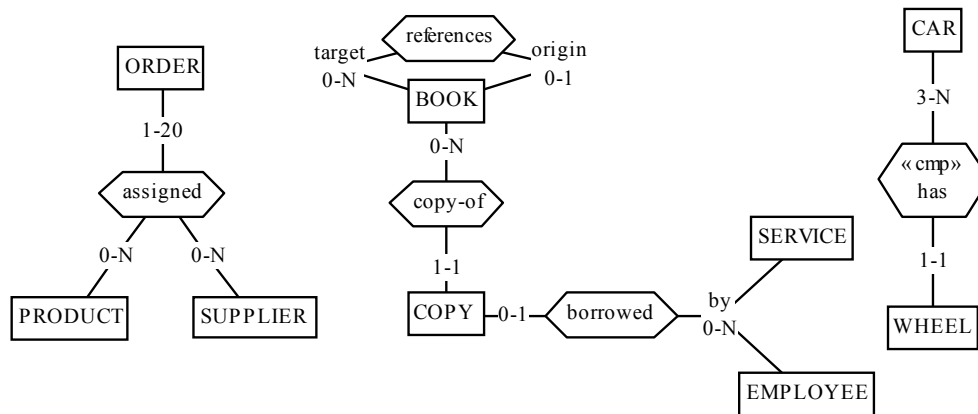 ORDER
1-20
assigned
0-N
0-N
PRODUCT
SUPPLIER
references
target
origin
0-N
0-1
BOOK
0-N
copy-of
1-1
COPY
0-1
borrowed
by
0-N
SERVICE
EMPLOYEE
CAR
3-N
«cmp»
has
1-1
WHEEL